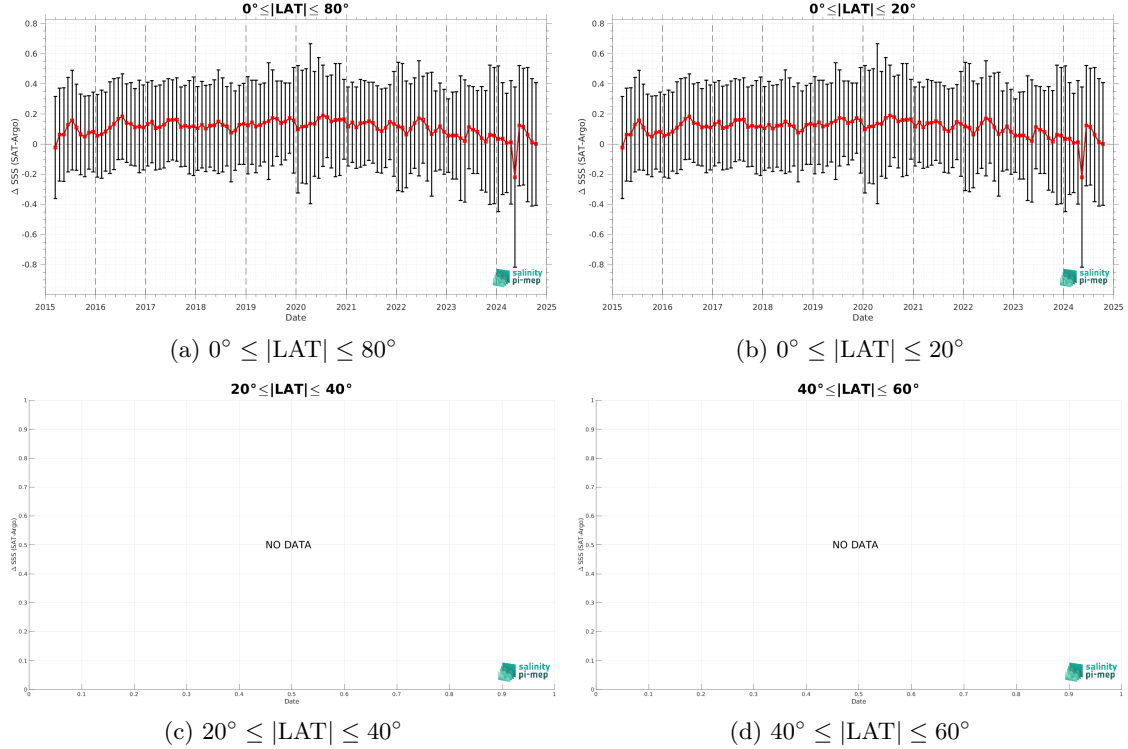 0°≤|LAT|≤ 80°
0.8
0.6
0.4
0.2
0
-0.2
-0.4
-0.6
-0.8
Δ SSS (SAT-Argo)
2015 2016 2017 2018 2019 2020 2021 2022 2023 2024 2025
Date
salinity
pi-mep
(a) 0° ≤ |LAT| ≤ 80°
0°≤|LAT|≤ 20°
0.8
0.6
0.4
0.2
0
-0.2
-0.4
-0.6
-0.8
Δ SSS (SAT-Argo)
2015 2016 2017 2018 2019 2020 2021 2022 2023 2024 2025
Date
salinity
pi-mep
(b) 0° ≤ |LAT| ≤ 20°
20°≤|LAT|≤ 40°
1
0.9
0.8
0.7
0.6
0.5
0.4
0.3
0.2
0.1
0
Δ SSS (SAT-Argo)
NO DATA
0 0.1 0.2 0.3 0.4 0.5 0.6 0.7 0.8 0.9 1
Date
salinity
pi-mep
(c) 20° ≤ |LAT| ≤ 40°
40°≤|LAT|≤ 60°
1
0.9
0.8
0.7
0.6
0.5
0.4
0.3
0.2
0.1
0
Δ SSS (SAT-Argo)
NO DATA
0 0.1 0.2 0.3 0.4 0.5 0.6 0.7 0.8 0.9 1
Date
salinity
pi-mep
(d) 40° ≤ |LAT| ≤ 60°